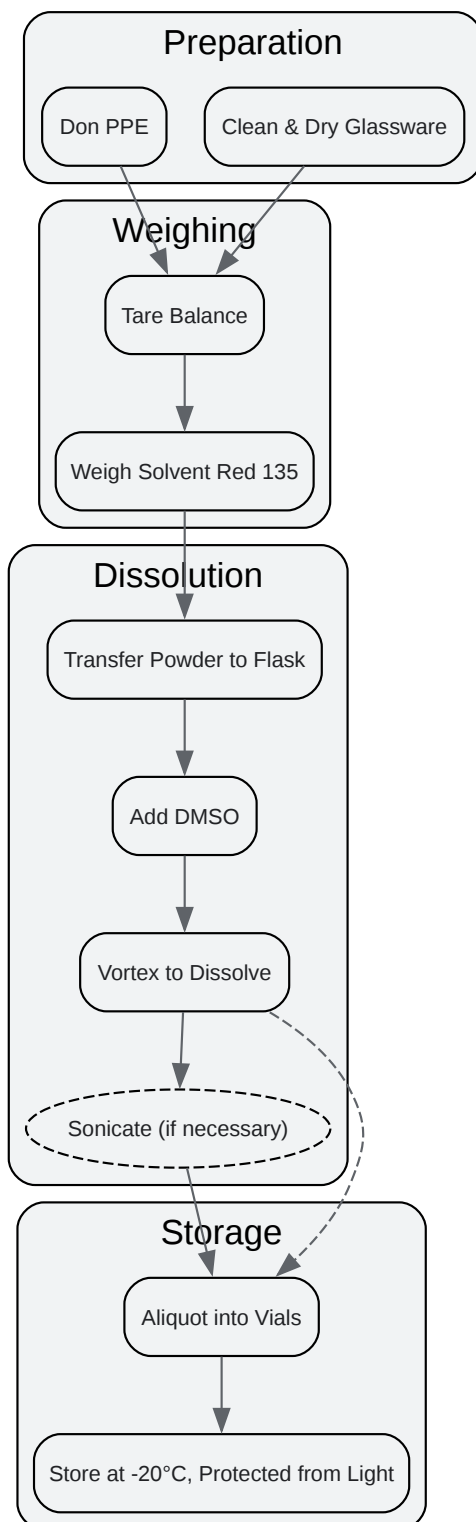 Preparation
Don PPE
Clean & Dry Glassware
Weighing
Tare Balance
Weigh Solvent Red 135
Dissolution
Transfer Powder to Flask
Add DMSO
Vortex to Dissolve
Sonicate (if necessary)
Storage
Aliquot into Vials
Store at -20°C, Protected from Light